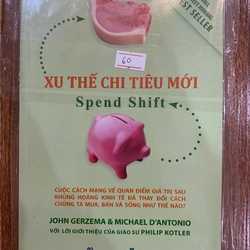 BEST SELLER
60
XU THẾ CHI TIÊU MỚI
Spend Shift
CUỘC CÁCH MẠNG VỀ QUAN ĐIỂM GIÁ TRỊ SAU
KHỦNG HOẢNG KINH TẾ ĐÃ THAY ĐỔI CÁCH
CHÚNG TA MUA, BÁN VÀ SỐNG NHƯ THẾ NÀO?
JOHN GERZEMA & MICHAEL D'ANTONIO
VỚI LỜI GIỚI THIỆU CỦA GIÁO SƯ PHILIP KOTLER